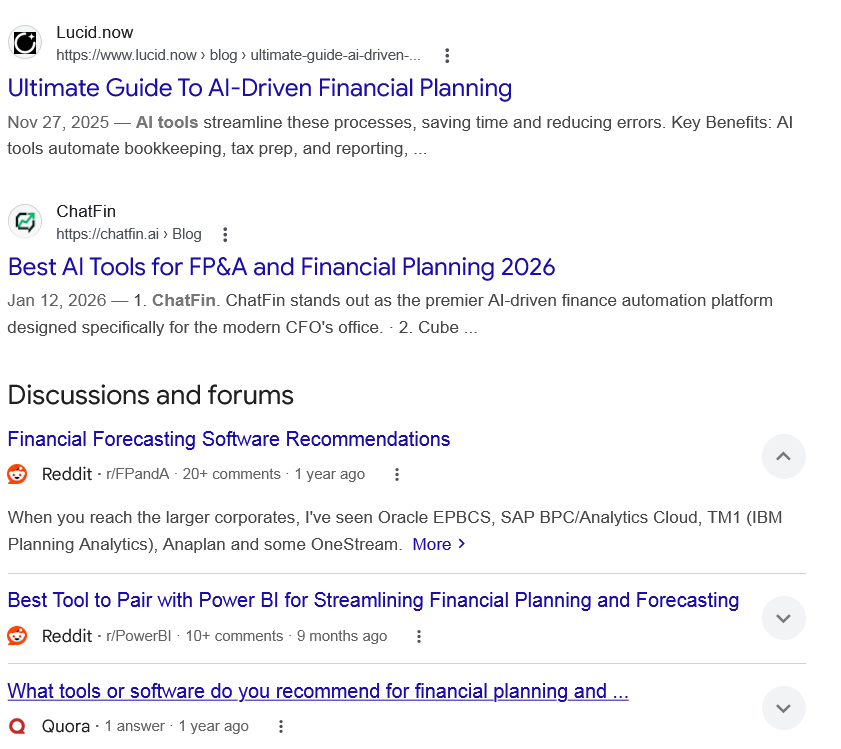 Lucid.now
https://www.lucid.now › blog › ultimate-guide-ai-driven-...
Ultimate Guide To AI-Driven Financial Planning
Nov 27, 2025 — AI tools streamline these processes, saving time and reducing errors. Key Benefits: AI
tools automate bookkeeping, tax prep, and reporting, ...
ChatFin
https://chatfin.ai › Blog
Best AI Tools for FP&A and Financial Planning 2026
Jan 12, 2026 — 1. ChatFin. ChatFin stands out as the premier AI-driven finance automation platform
designed specifically for the modern CFO's office. · 2. Cube ...
Discussions and forums
Financial Forecasting Software Recommendations
Reddit · r/FPandA · 20+ comments · 1 year ago
When you reach the larger corporates, I've seen Oracle EPBCS, SAP BPC/Analytics Cloud, TM1 (IBM
Planning Analytics), Anaplan and some OneStream. More ›
Best Tool to Pair with Power BI for Streamlining Financial Planning and Forecasting
Reddit · r/PowerBI · 10+ comments · 9 months ago
What tools or software do you recommend for financial planning and ...
Quora · 1 answer · 1 year ago